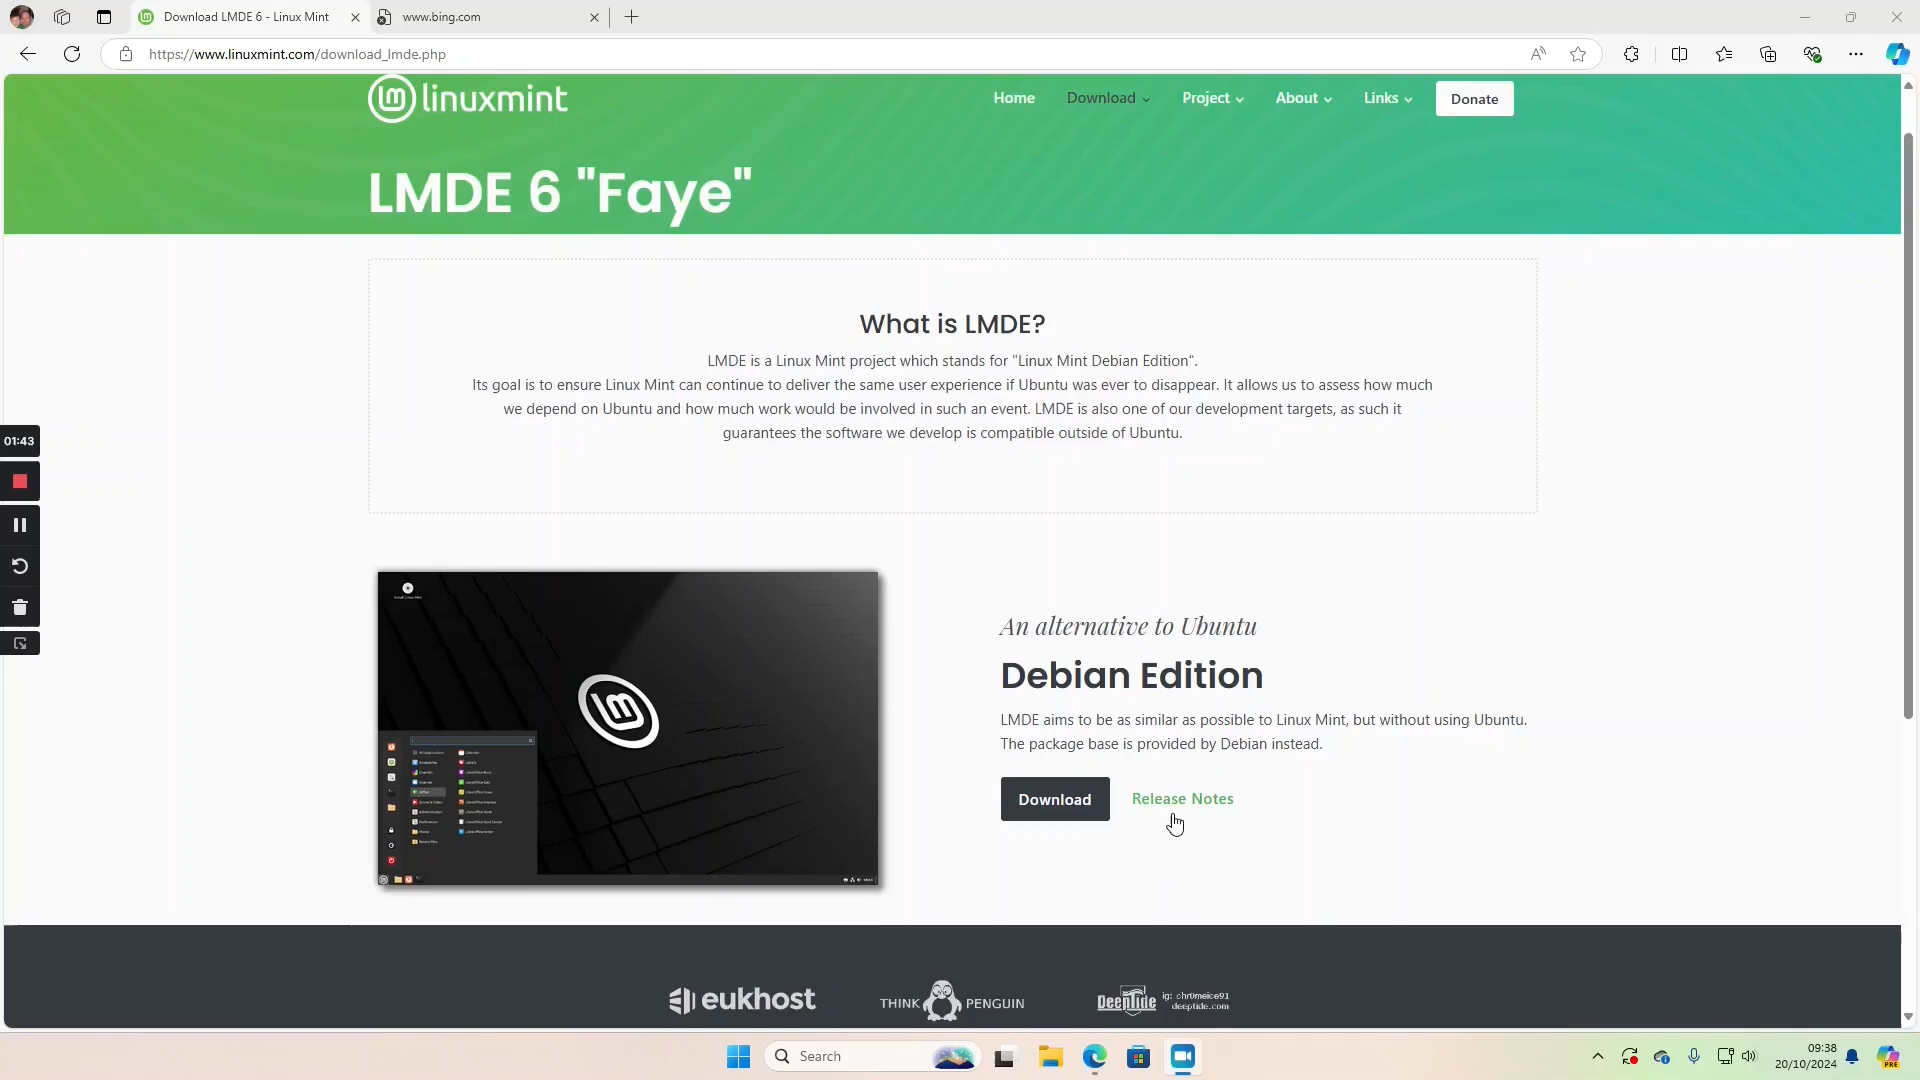 Download LMDE 6 - Linux Mint
www.bing.com
https://www.linuxmint.com/download_lmde.php
linuxmint
Home
Download
Project
About
Links
Donate
LMDE 6 "Faye"
What is LMDE?
LMDE is a Linux Mint project which stands for "Linux Mint Debian Edition".
Its goal is to ensure Linux Mint can continue to deliver the same user experience if Ubuntu was ever to disappear. It allows us to assess how much
we depend on Ubuntu and how much work would be involved in such an event. LMDE is also one of our development targets, as such it
guarantees the software we develop is compatible outside of Ubuntu.
01:43
An alternative to Ubuntu
Debian Edition
LMDE aims to be as similar as possible to Linux Mint, but without using Ubuntu.
The package base is provided by Debian instead.
Download
Release Notes
eukhost
THINK PENGUIN
DeepTide
ig: chr0meice91
deeptide.com
Search
09:38
20/10/2024
PRE